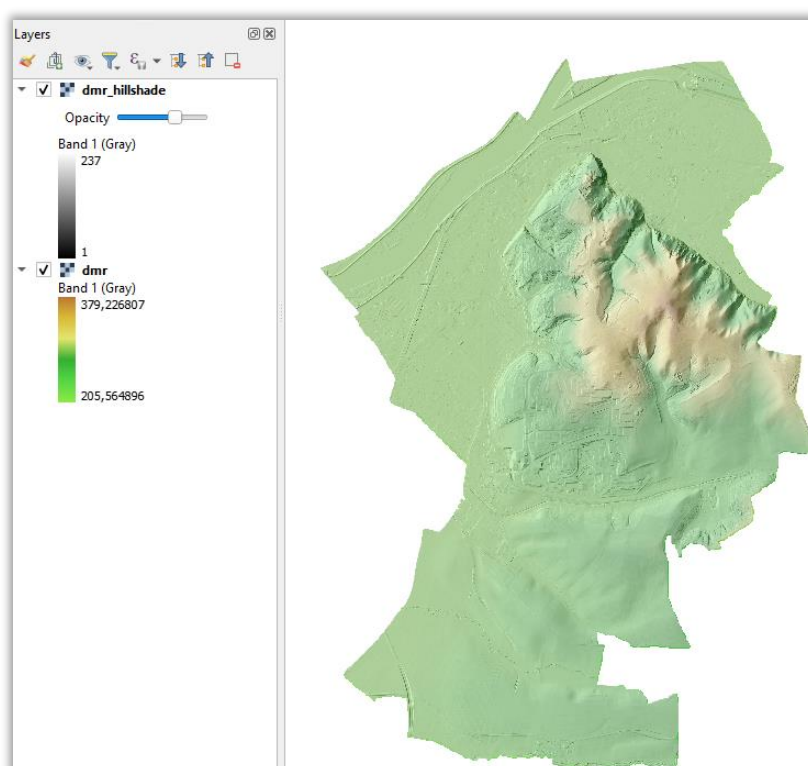 Layers
dmr_hillshade
Opacity
Band 1 (Gray)
237
1
dmr
Band 1 (Gray)
379,226807
205,564896